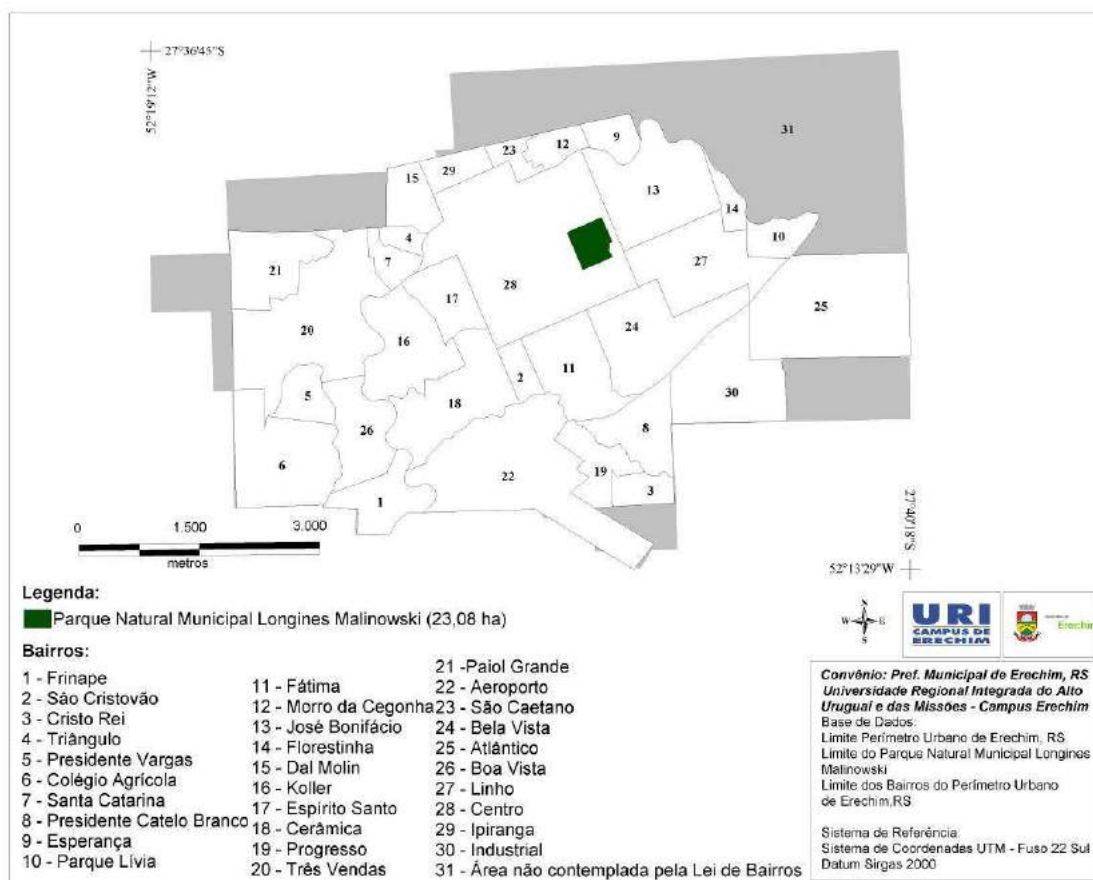 27°36'45"S
52°19'12"W
31
9
12
23
29
15
13
14
4
10
7
21
27
28
17
25
20
24
16
11
2
5
30
18
26
8
6
22
19
3
1
0 1.500 3.000
metros
27°40'18"S
52°13'29"W
Legenda:
Parque Natural Municipal Longines Malinowski (23,08 ha)
Bairros:
1 - Frinape
2 - São Cristovão
3 - Cristo Rei
4 - Triângulo
5 - Presidente Vargas
6 - Colégio Agrícola
7 - Santa Catarina
8 - Presidente Catelo Branco
9 - Esperança
10 - Parque Lívia
11 - Fátima
12 - Morro da Cegonha
13 - José Bonifácio
14 - Florestinha
15 - Dal Molin
16 - Koller
17 - Espírito Santo
18 - Cerâmica
19 - Progresso
20 - Três Vendas
21 -Paiol Grande
22 - Aeroporto
23 - São Caetano
24 - Bela Vista
25 - Atlântico
26 - Boa Vista
27 - Linho
28 - Centro
29 - Ipiranga
30 - Industrial
31 - Área não contemplada pela Lei de Bairros
N
W E
S
URI
CAMPUS DE
ERECHIM
Erechim
Convênio: Pref. Municipal de Erechim, RS
Universidade Regional Integrada do Alto
Uruguai e das Missões - Campus Erechim
Base de Dados:
Limite Perímetro Urbano de Erechim, RS
Limite do Parque Natural Municipal Longines
Malinowski
Limite dos Bairros do Perímetro Urbano
de Erechim,RS
Sistema de Referência
Sistema de Coordenadas UTM - Fuso 22 Sul
Datum Sirgas 2000